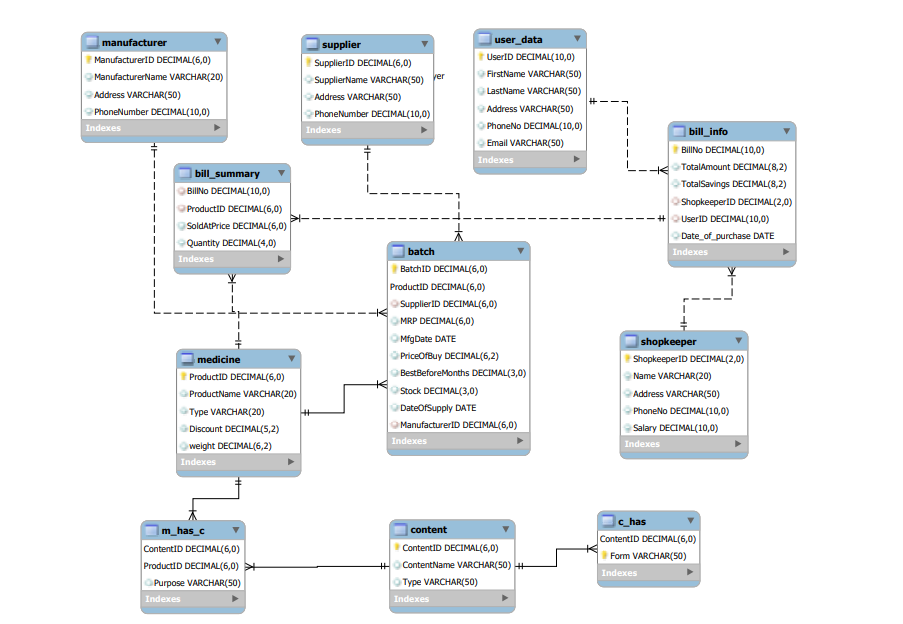 manufacturer
ManufacturerID DECIMAL(6,0)
ManufacturerName VARCHAR(20)
Address VARCHAR(50)
PhoneNumber DECIMAL(10,0)
Indexes
supplier
SupplierID DECIMAL(6,0)
SupplierName VARCHAR(50)
Address VARCHAR(50)
PhoneNumber DECIMAL(10,0)
Indexes
yer
user_data
UserID DECIMAL(10,0)
FirstName VARCHAR(50)
LastName VARCHAR(50)
Address VARCHAR(50)
PhoneNo DECIMAL(10,0)
Email VARCHAR(50)
Indexes
bill_info
BillNo DECIMAL(10,0)
TotalAmount DECIMAL(8,2)
TotalSavings DECIMAL(8,2)
ShopkeeperID DECIMAL(2,0)
UserID DECIMAL(10,0)
Date_of_purchase DATE
Indexes
bill_summary
BillNo DECIMAL(10,0)
ProductID DECIMAL(6,0)
SoldAtPrice DECIMAL(6,0)
Quantity DECIMAL(4,0)
Indexes
batch
BatchID DECIMAL(6,0)
ProductID DECIMAL(6,0)
SupplierID DECIMAL(6,0)
MRP DECIMAL(6,0)
MfgDate DATE
PriceOfBuy DECIMAL(6,2)
BestBeforeMonths DECIMAL(3,0)
Stock DECIMAL(3,0)
DateOfSupply DATE
ManufacturerID DECIMAL(6,0)
Indexes
shopkeeper
ShopkeeperID DECIMAL(2,0)
Name VARCHAR(20)
Address VARCHAR(50)
PhoneNo DECIMAL(10,0)
Salary DECIMAL(10,0)
Indexes
medicine
ProductID DECIMAL(6,0)
ProductName VARCHAR(20)
Type VARCHAR(20)
Discount DECIMAL(5,2)
weight DECIMAL(6,2)
Indexes
m_has_c
ContentID DECIMAL(6,0)
ProductID DECIMAL(6,0)
Purpose VARCHAR(50)
Indexes
content
ContentID DECIMAL(6,0)
ContentName VARCHAR(50)
Type VARCHAR(50)
Indexes
c_has
ContentID DECIMAL(6,0)
Form VARCHAR(50)
Indexes